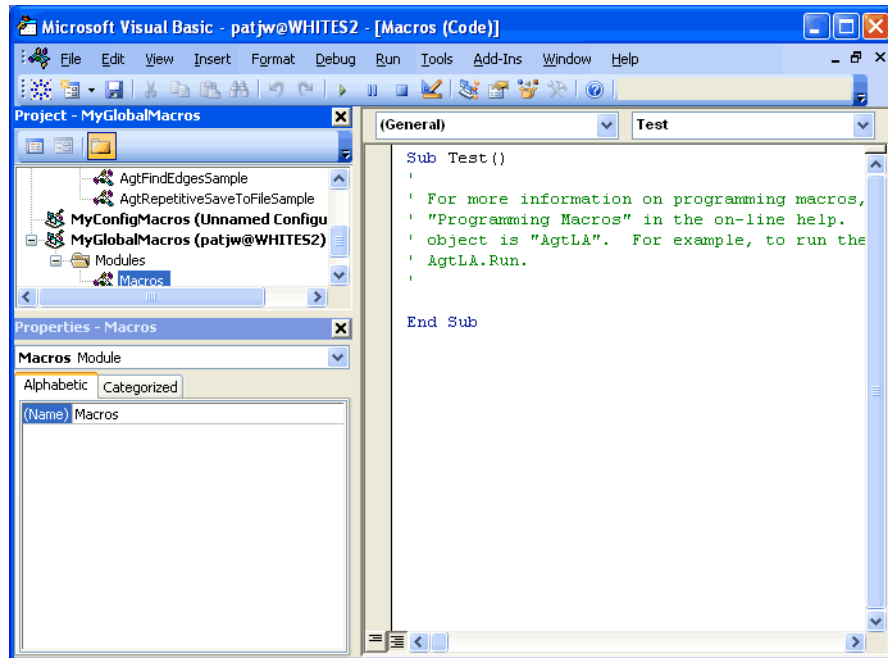 Microsoft Visual Basic - patjw@WHITES2 - [Macros (Code)]
File Edit View Insert Format Debug Run Tools Add-Ins Window Help
Project - MyGlobalMacros
AgtFindEdgesSample
AgtRepetitiveSaveToFileSample
MyConfigMacros (Unnamed Configu
MyGlobalMacros (patjw@WHITES2)
Modules
Macros
Properties - Macros
Macros Module
Alphabetic Categorized
(Name) Macros
(General) Test
Sub Test()
'
' For more information on programming macros,
' "Programming Macros" in the on-line help.
' object is "AgtLA". For example, to run the
' AgtLA.Run.
'
End Sub